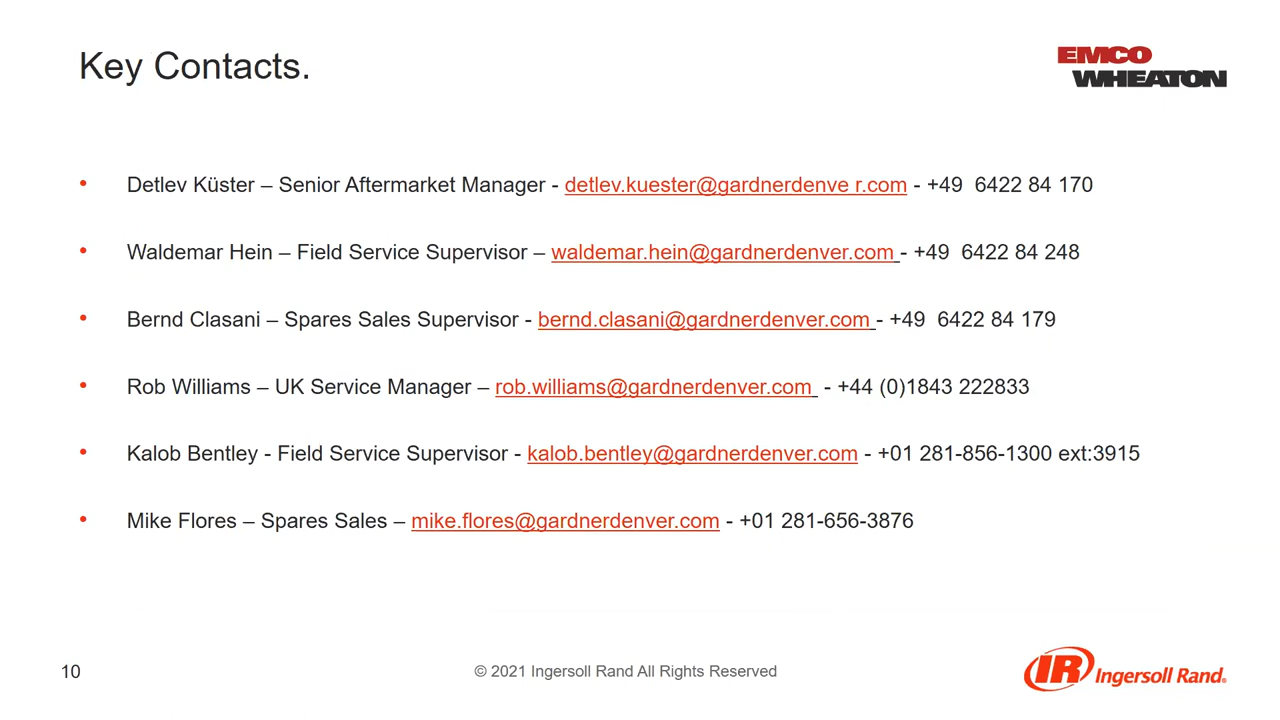 Key Contacts.
EMCO
WHEATON
• Detlev Küster – Senior Aftermarket Manager - detlev.kuester@gardnerdenve r.com - +49  6422 84 170
• Waldemar Hein – Field Service Supervisor – waldemar.hein@gardnerdenver.com - +49  6422 84 248
• Bernd Clasani – Spares Sales Supervisor - bernd.clasani@gardnerdenver.com - +49  6422 84 179
• Rob Williams – UK Service Manager – rob.williams@gardnerdenver.com  - +44 (0)1843 222833
• Kalob Bentley - Field Service Supervisor - kalob.bentley@gardnerdenver.com - +01 281-856-1300 ext:3915
• Mike Flores – Spares Sales – mike.flores@gardnerdenver.com - +01 281-656-3876
10
© 2021 Ingersoll Rand All Rights Reserved
IR Ingersoll Rand®